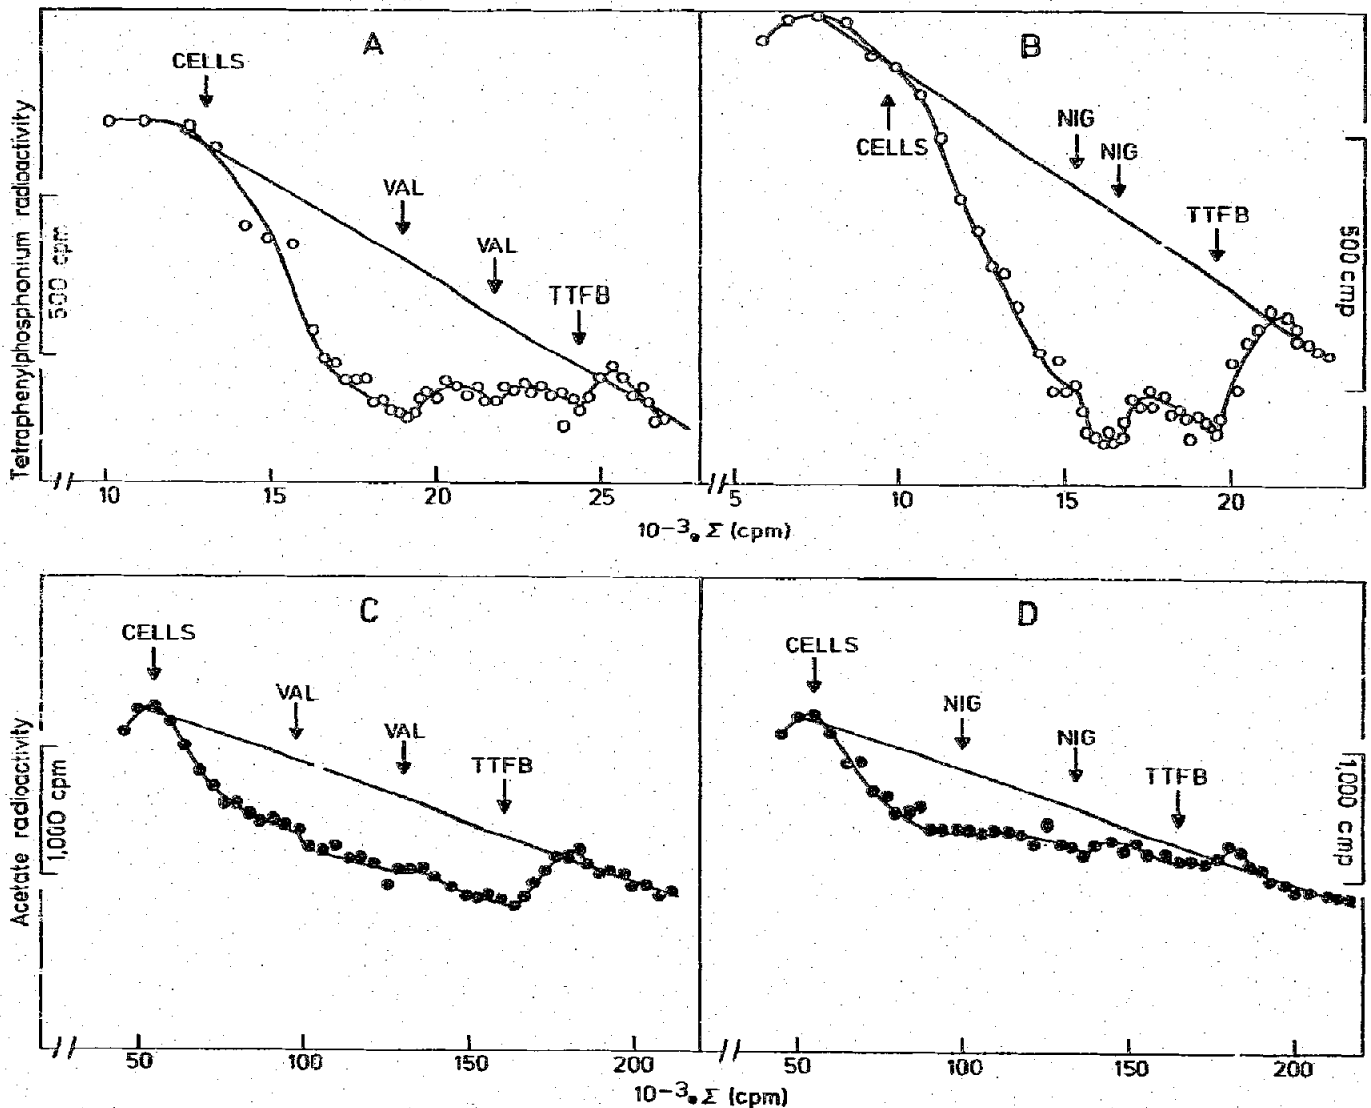 A
CELLS
VAL
VAL
TTFB
Tetraphenylphosonium radioactivity
500 cpm
10 15 20 25
B
CELLS
NIG
NIG
TTFB
500 cmp
5 10 15 20
10-3. Σ (cpm)
C
CELLS
VAL
VAL
TTFB
Acetate radioactivity
1,000 cpm
50 100 150 200
D
CELLS
NIG
NIG
TTFB
1,000 cmp
50 100 150 200
10-3. Σ (cpm)